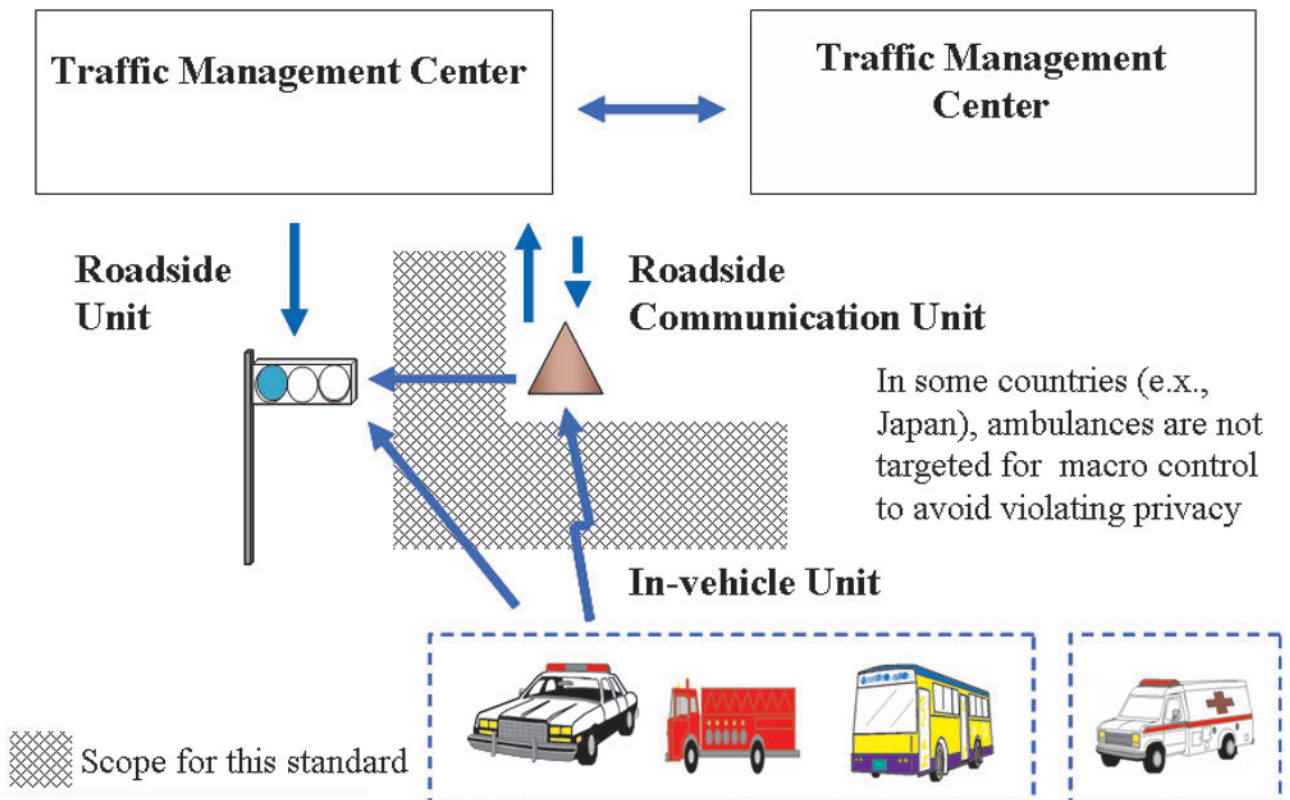 Traffic Management Center
Traffic Management
Center
Roadside
Unit
Roadside
Communication Unit
In some countries (e.x.,
Japan), ambulances are not
targeted for macro control
to avoid violating privacy
In-vehicle Unit
Scope for this standard